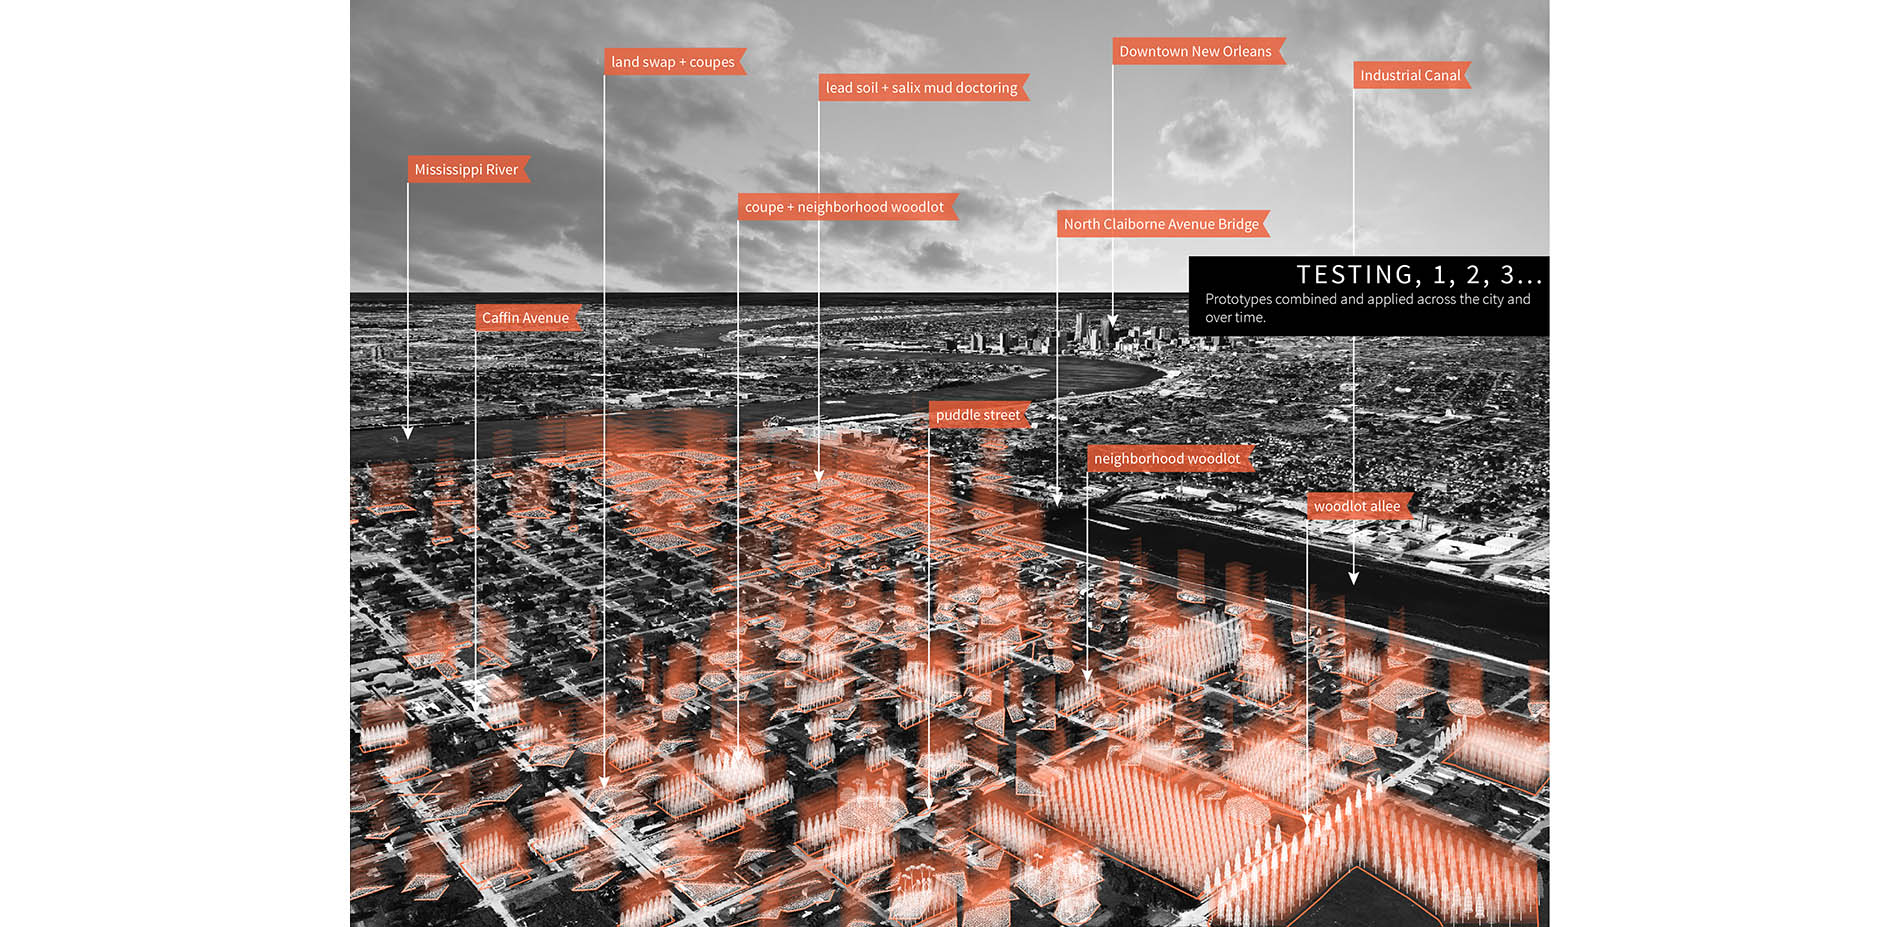 Downtown New Orleans
land swap + coupes
Industrial Canal
lead soil + salix mud doctoring
Mississippi River
coupe + neighborhood woodlot
North Claiborne Avenue Bridge
TESTING, 1, 2, 3...
Prototypes combined and applied across the city and
over time.
Caffin Avenue
puddle street
neighborhood woodlot
woodlot allee